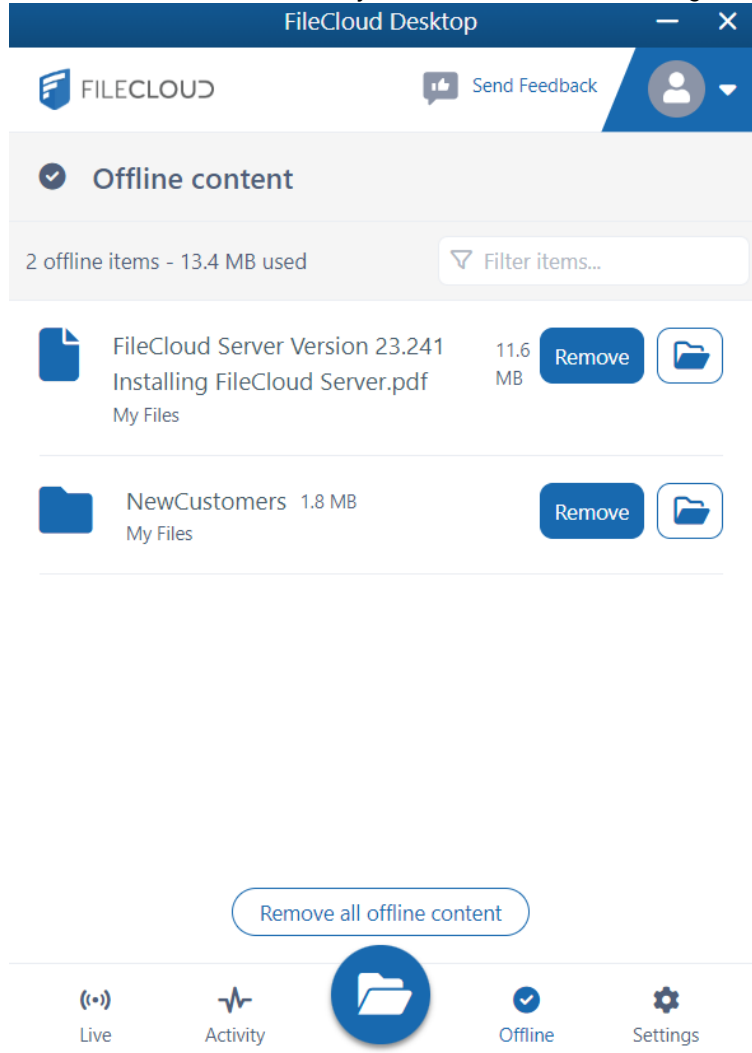 FileCloud Desktop
FILECLOUD
Send Feedback
Offline content
2 offline items - 13.4 MB used
Filter items...
FileCloud Server Version 23.241
Installing FileCloud Server.pdf
My Files
11.6
MB
Remove
NewCustomers 1.8 MB
My Files
Remove
Remove all offline content
Live
Activity
Offline
Settings